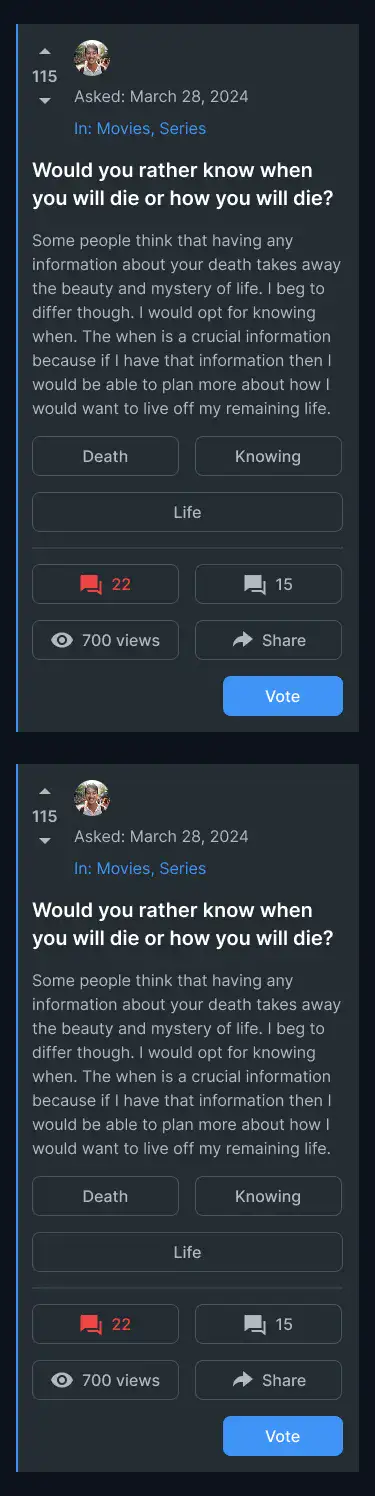 115
Asked: March 28, 2024
In: Movies, Series
Would you rather know when
you will die or how you will die?
Some people think that having any
information about your death takes away
the beauty and mystery of life. I beg to
differ though. I would opt for knowing
when. The when is a crucial information
because if I have that information then I
would be able to plan more about how I
would want to live off my remaining life.
Death
Knowing
Life
22
15
700 views
Share
Vote
115
Asked: March 28, 2024
In: Movies, Series
Would you rather know when
you will die or how you will die?
Some people think that having any
information about your death takes away
the beauty and mystery of life. I beg to
differ though. I would opt for knowing
when. The when is a crucial information
because if I have that information then I
would be able to plan more about how I
would want to live off my remaining life.
Death
Knowing
Life
22
15
700 views
Share
Vote